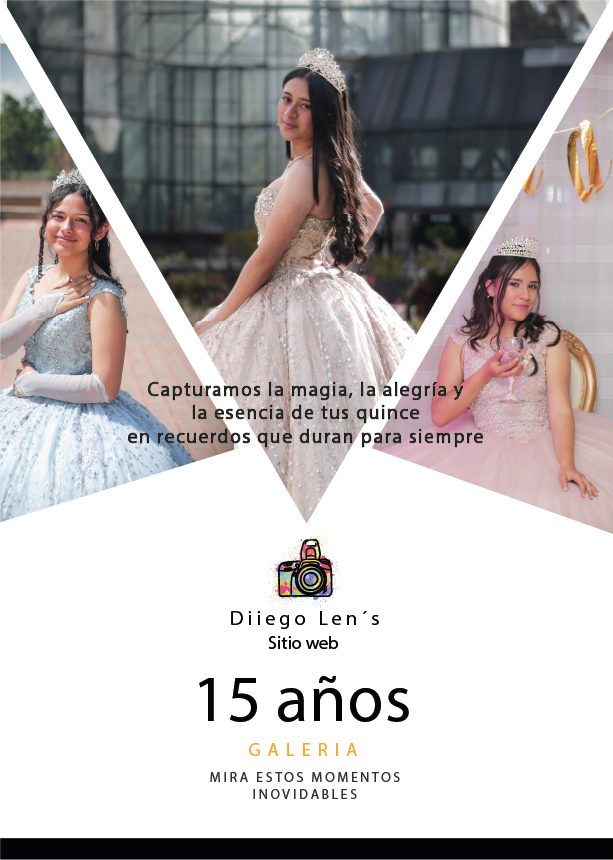 Capturamos la magia, la alegría y
la esencia de tus quince
en recuerdos que duran para siempre
Diiego Len´s
Sitio web
15 años
GALERIA
MIRA ESTOS MOMENTOS
INOVIDABLES